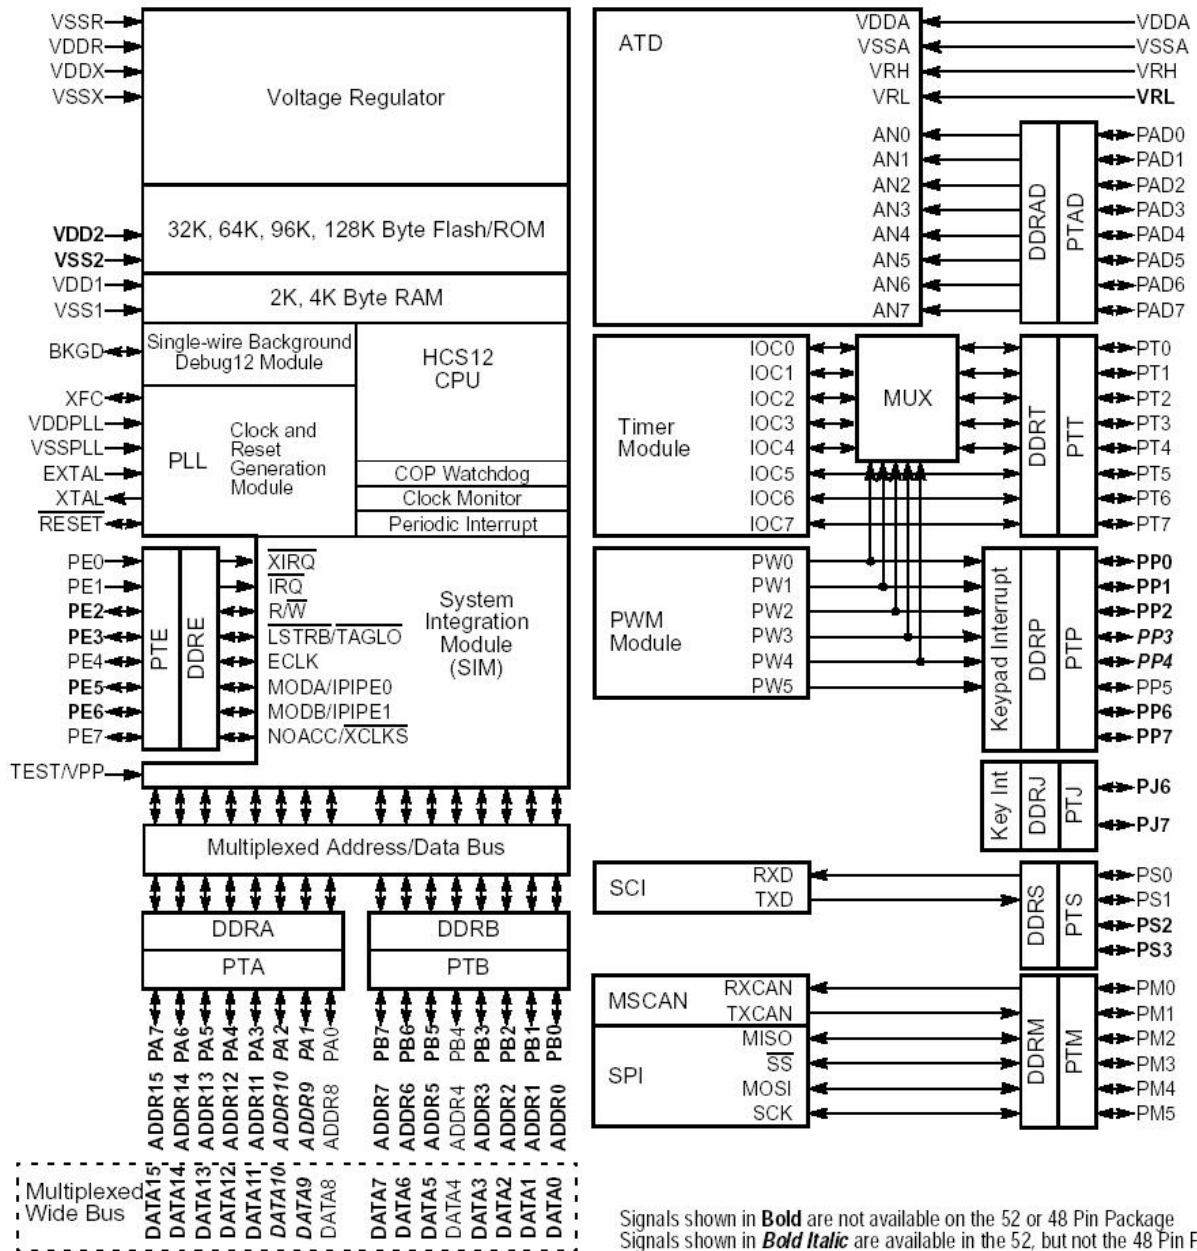 VSSR
VDDR
VDDX
VSSX
Voltage Regulator
VDD2
VSS2
32K, 64K, 96K, 128K Byte Flash/ROM
VDD1
VSS1
2K, 4K Byte RAM
BKGD
Single-wire Background
Debug12 Module
HCS12
CPU
XFC
VDDPLL
VSSPLL
EXTAL
XTAL
RESET
PLL
Clock and
Reset
Generation
Module
COP Watchdog
Clock Monitor
Periodic Interrupt
PE0
PE1
PE2
PE3
PE4
PE5
PE6
PE7
TEST/VPP
PTE
DDRE
XIRQ
IRQ
R/W
LSTRB/TAGLO
ECLK
MODA/IPIPE0
MODB/IPIPE1
NOACC/XCLKS
System
Integration
Module
(SIM)
Multiplexed Address/Data Bus
DDRA
PTA
DDRB
PTB
PA7
PA6
PA5
PA4
PA3
PA2
PA1
PA0
PB7
PB6
PB5
PB4
PB3
PB2
PB1
PB0
ADDR15
ADDR14
ADDR13
ADDR12
ADDR11
ADDR10
ADDR9
ADDR8
ADDR7
ADDR6
ADDR5
ADDR4
ADDR3
ADDR2
ADDR1
ADDR0
Multiplexed
Wide Bus
DATA15
DATA14
DATA13
DATA12
DATA11
DATA10
DATA9
DATA8
DATA7
DATA6
DATA5
DATA4
DATA3
DATA2
DATA1
DATA0
ATD
VDDA
VSSA
VRH
VRL
VDDA
VSSA
VRH
VRL
AN0
AN1
AN2
AN3
AN4
AN5
AN6
AN7
DDRAD
PTAD
PAD0
PAD1
PAD2
PAD3
PAD4
PAD5
PAD6
PAD7
Timer
Module
IOC0
IOC1
IOC2
IOC3
IOC4
IOC5
IOC6
IOC7
MUX
DDRT
PTT
PT0
PT1
PT2
PT3
PT4
PT5
PT6
PT7
PWM
Module
PW0
PW1
PW2
PW3
PW4
PW5
Keypad Interrupt
DDRP
PTP
PP0
PP1
PP2
PP3
PP4
PP5
PP6
PP7
Key Int
DDRJ
PTJ
PJ6
PJ7
SCI
RXD
TXD
DDRS
PTS
PS0
PS1
PS2
PS3
MSCAN
RXCAN
TXCAN
SPI
MISO
SS
MOSI
SCK
DDRM
PTM
PM0
PM1
PM2
PM3
PM4
PM5
Signals shown in Bold are not available on the 52 or 48 Pin Package
Signals shown in Bold Italic are available in the 52, but not the 48 Pin